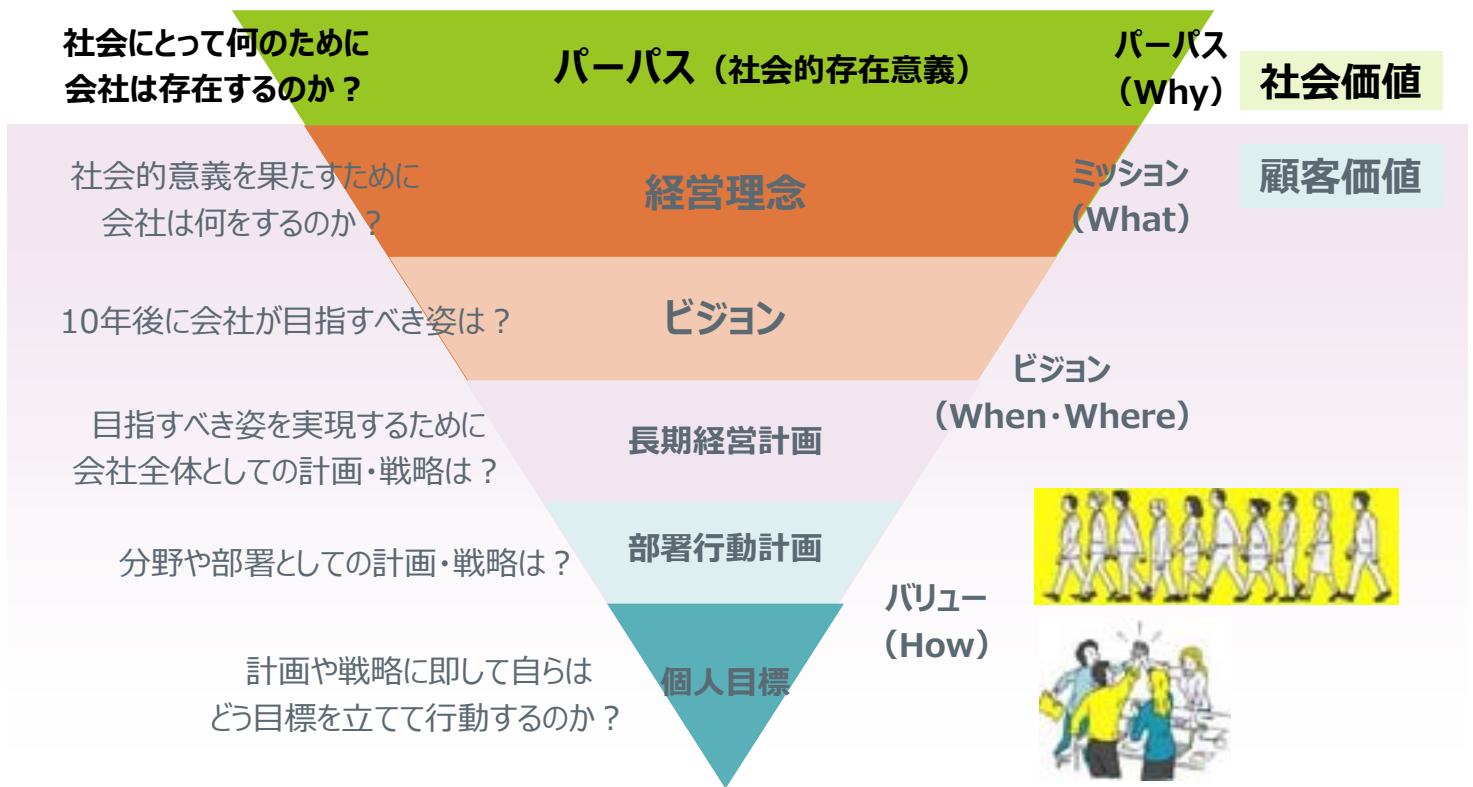 社会にとって何のために
会社は存在するのか？
パーパス（社会的存在意義）
パーパス
（Why）
社会価値
社会的意義を果たすために
会社は何をするのか？
経営理念
ミッション
（What）
顧客価値
10年後に会社が目指すべき姿は？
ビジョン
ビジョン
（When・Where）
目指すべき姿を実現するために
会社全体としての計画・戦略は？
長期経営計画
分野や部署としての計画・戦略は？
部署行動計画
バリュー
（How）
計画や戦略に即して自らは
どう目標を立てて行動するのか？
個人目標